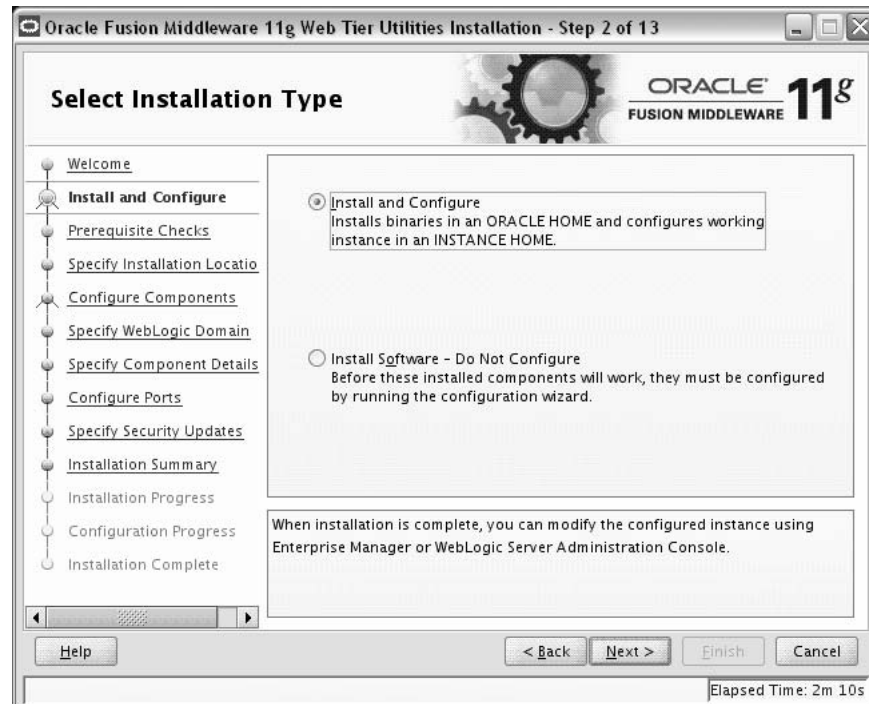 Oracle Fusion Middleware 11g Web Tier Utilities Installation - Step 2 of 13
Select Installation Type
ORACLE
FUSION MIDDLEWARE
11g
Welcome
Install and Configure
Prerequisite Checks
Specify Installation Locatio
Configure Components
Specify WebLogic Domain
Specify Component Details
Configure Ports
Specify Security Updates
Installation Summary
Installation Progress
Configuration Progress
Installation Complete
Install and Configure
Installs binaries in an ORACLE HOME and configures working
instance in an INSTANCE HOME.
Install Software - Do Not Configure
Before these installed components will work, they must be configured
by running the configuration wizard.
When installation is complete, you can modify the configured instance using
Enterprise Manager or WebLogic Server Administration Console.
Help
< Back
Next >
Finish
Cancel
Elapsed Time: 2m 10s